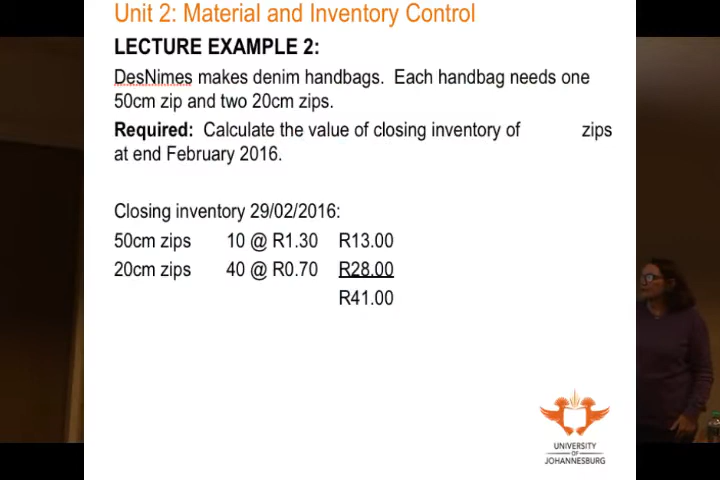 Unit 2: Material and Inventory Control
LECTURE EXAMPLE 2:
DesNimes makes denim handbags. Each handbag needs one
50cm zip and two 20cm zips.
Required: Calculate the value of closing inventory of zips
at end February 2016.
Closing inventory 29/02/2016:
50cm zips 10 @ R1.30 R13.00
20cm zips 40 @ R0.70 R28.00
R41.00
UNIVERSITY
OF
JOHANNESBURG